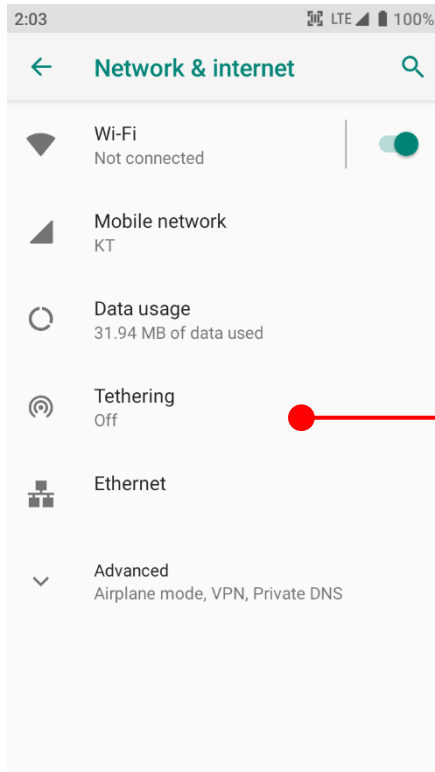 2:03 LTE 100%
Network & internet
Wi-Fi
Not connected
Mobile network
KT
Data usage
31.94 MB of data used
Tethering
Off
Ethernet
Advanced
Airplane mode, VPN, Private DNS